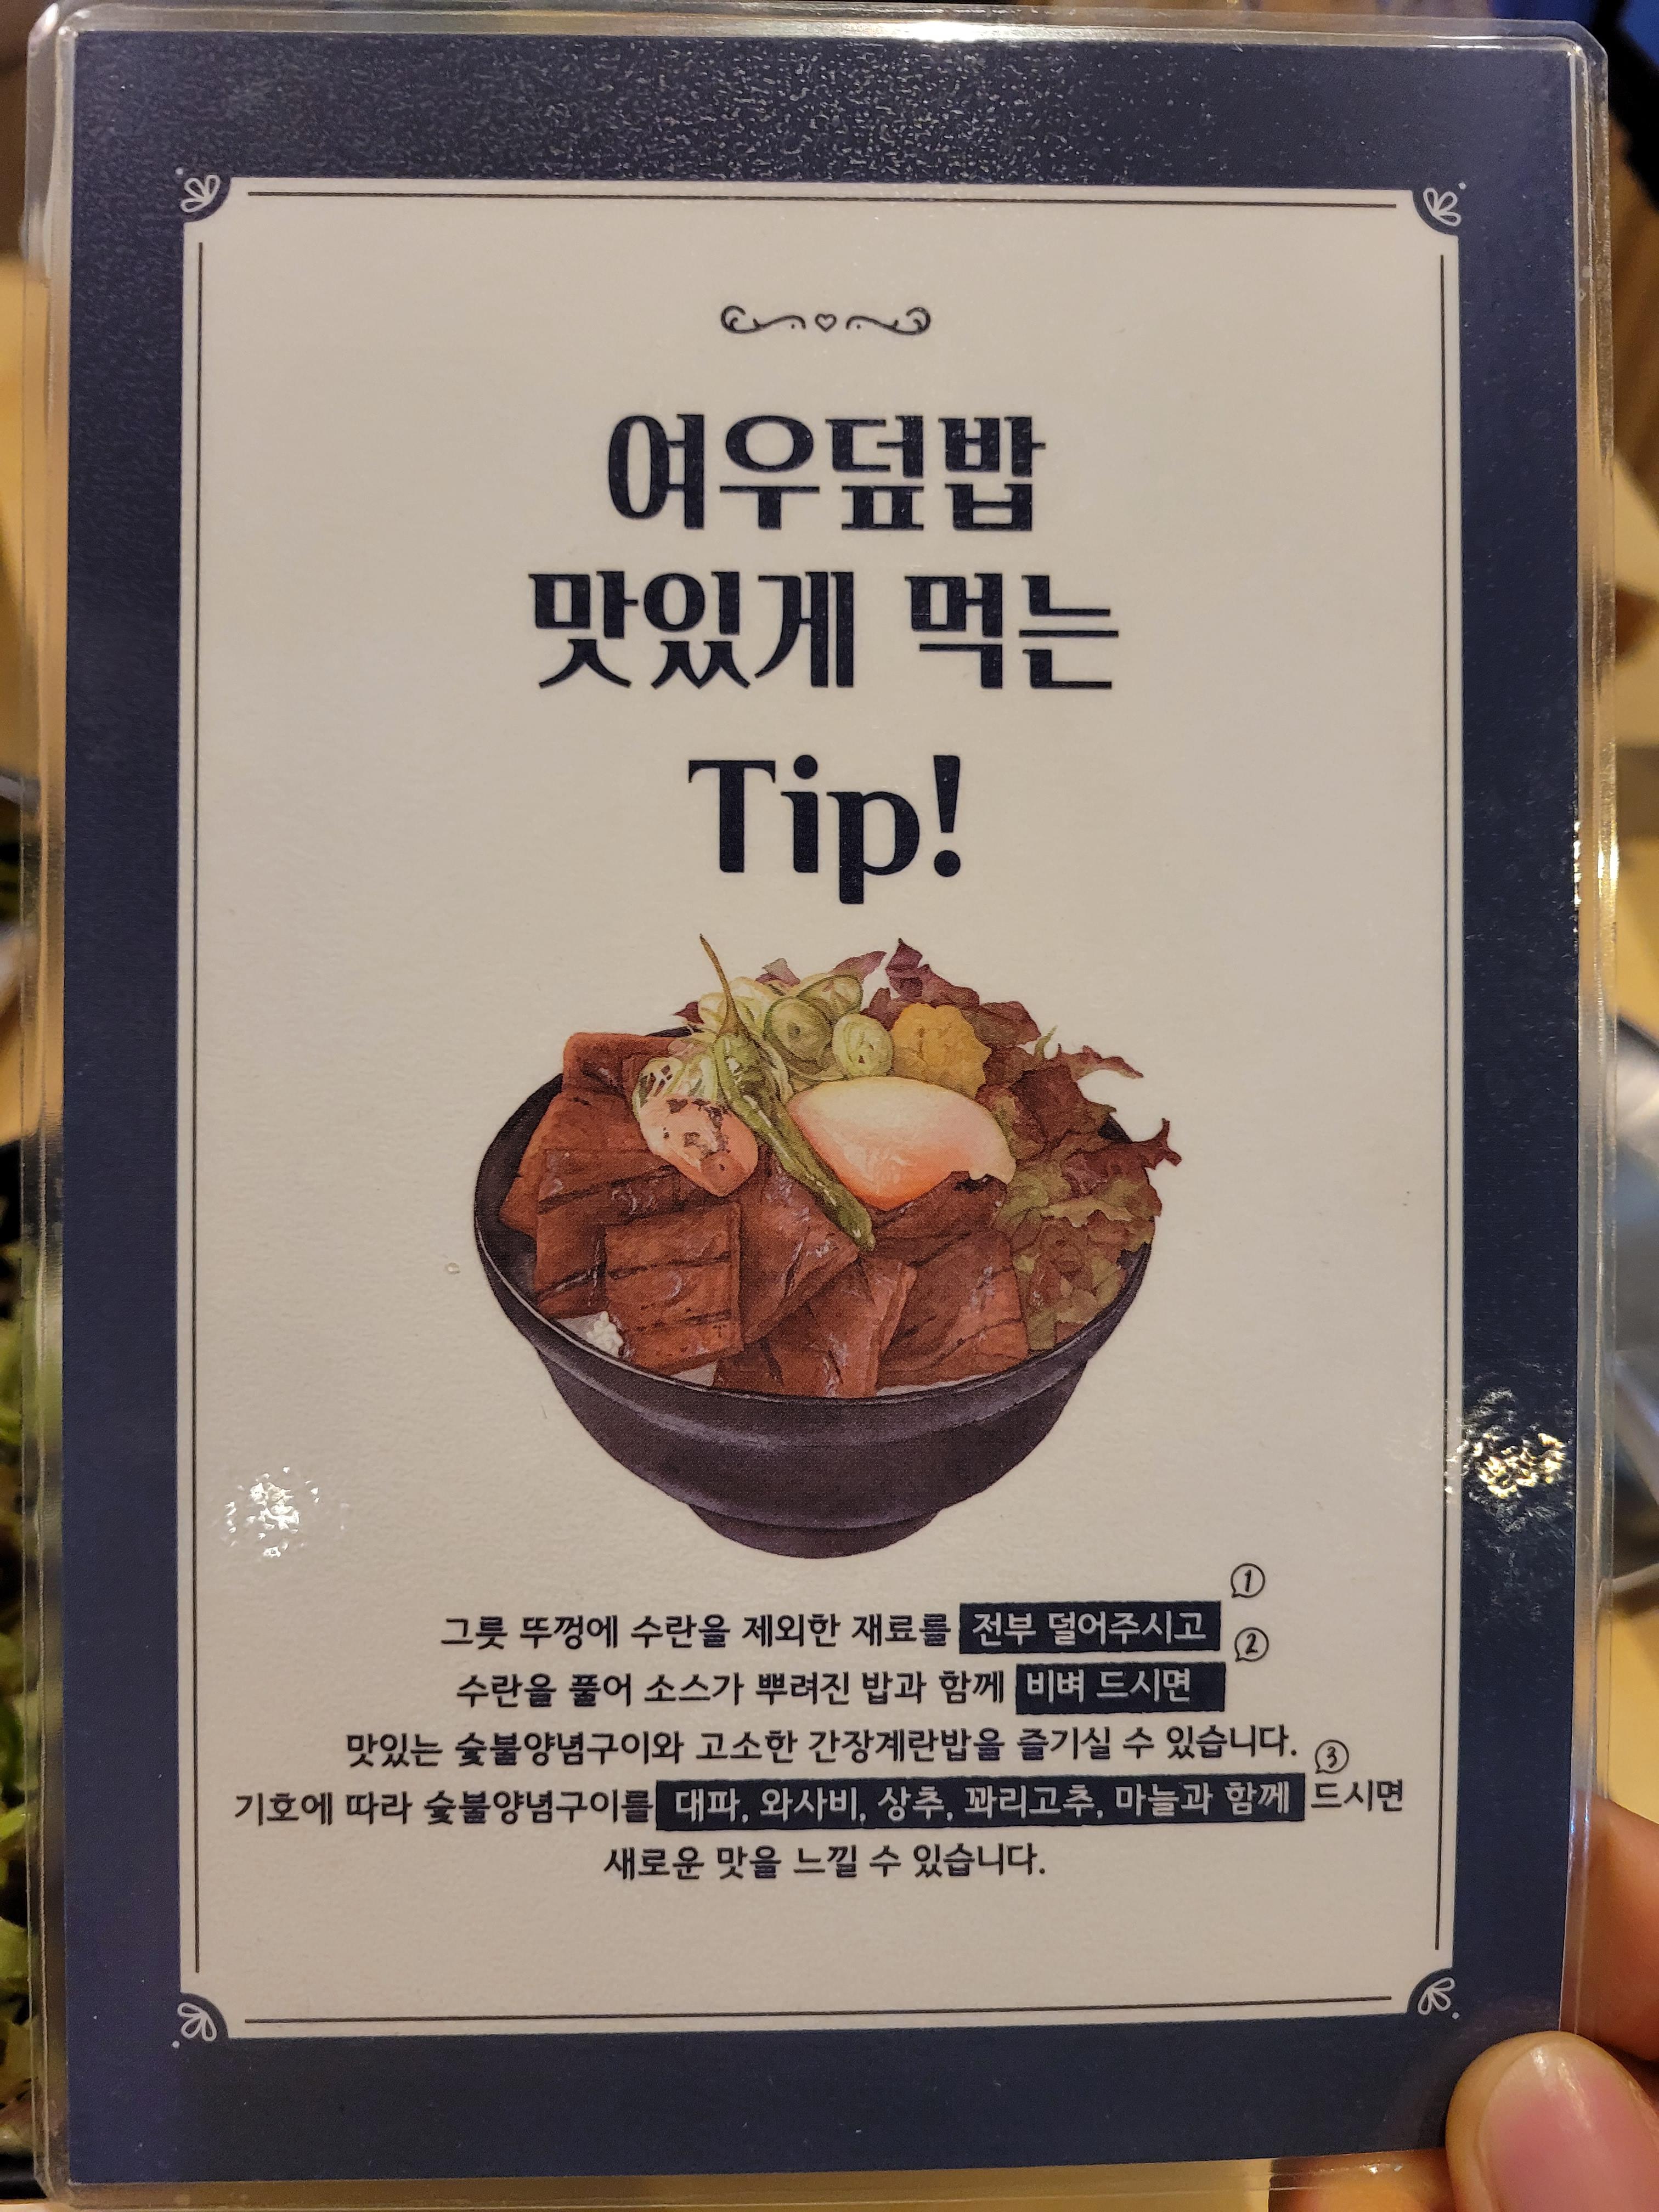 여우덮밥
맛있게 먹는
Tip!
①
그릇 뚜껑에 수란을 제외한 재료를 전부 덜어주시고
②
수란을 풀어 소스가 뿌려진 밥과 함께 비벼 드시면
맛있는 숯불양념구이와 고소한 간장계란밥을 즐기실 수 있습니다.
③
기호에 따라 숯불양념구이를 대파, 와사비, 상추, 꽈리고추, 마늘과 함께 드시면
새로운 맛을 느낄 수 있습니다.